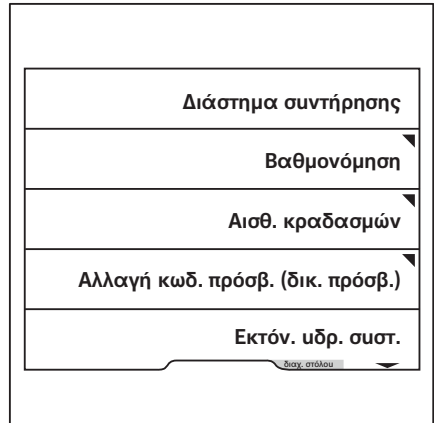 Διάστημα συντήρησης
Βαθμονόμηση
Αισθ. κραδασμών
Αλλαγή κωδ. πρόσβ. (δικ. πρόσβ.)
Εκτόν. υδρ. συστ.
διαχ. στόλου